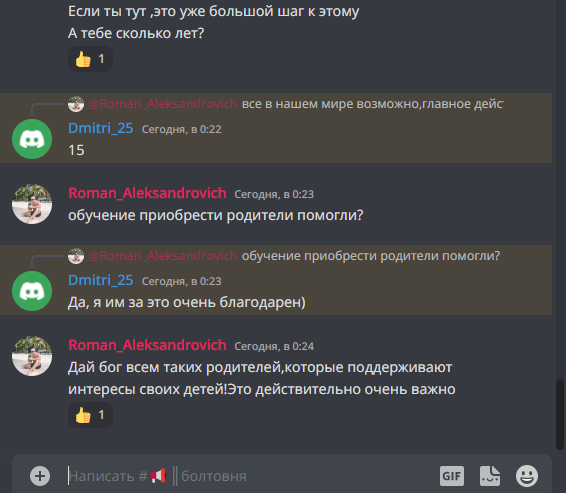 Если ты тут ,это уже большой шаг к этому
А тебе сколько лет?
1
@Roman_Aleksandrovich все в нашем мире возможно,главное дейс
Dmitri_25 Сегодня, в 0:22
15
Roman_Aleksandrovich Сегодня, в 0:23
обучение приобрести родители помогли?
@Roman_Aleksandrovich обучение приобрести родители помогли?
Dmitri_25 Сегодня, в 0:23
Да, я им за это очень благодарен)
Roman_Aleksandrovich Сегодня, в 0:24
Дай бог всем таких родителей,которые поддерживают
интересы своих детей!Это действительно очень важно
1
Написать #📢║болтовня
GIF